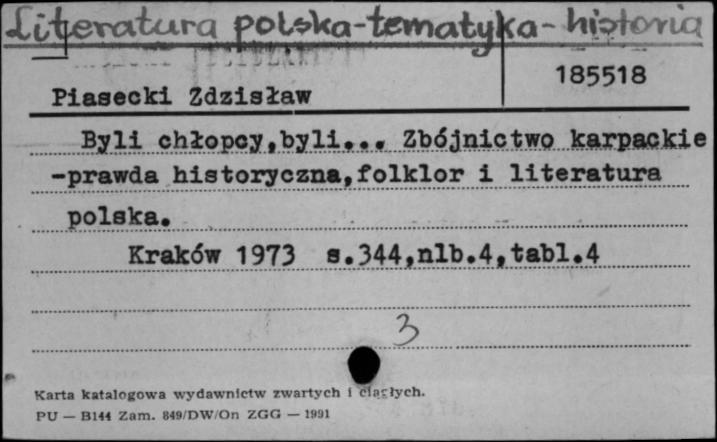 Literatura polska-tematyka-historia
185518
Piasecki Zdzisław
Byli chłopcy,byli... Zbójnictwo karpackie
-prawda historyczna,folklor i literatura
polska.
Kraków 1973 s.344,nlb.4,tabl.4
3
Karta katalogowa wydawnictw zwartych i ciągłych.
PU — B144 Zam. 849/DW/On ZGG — 1991